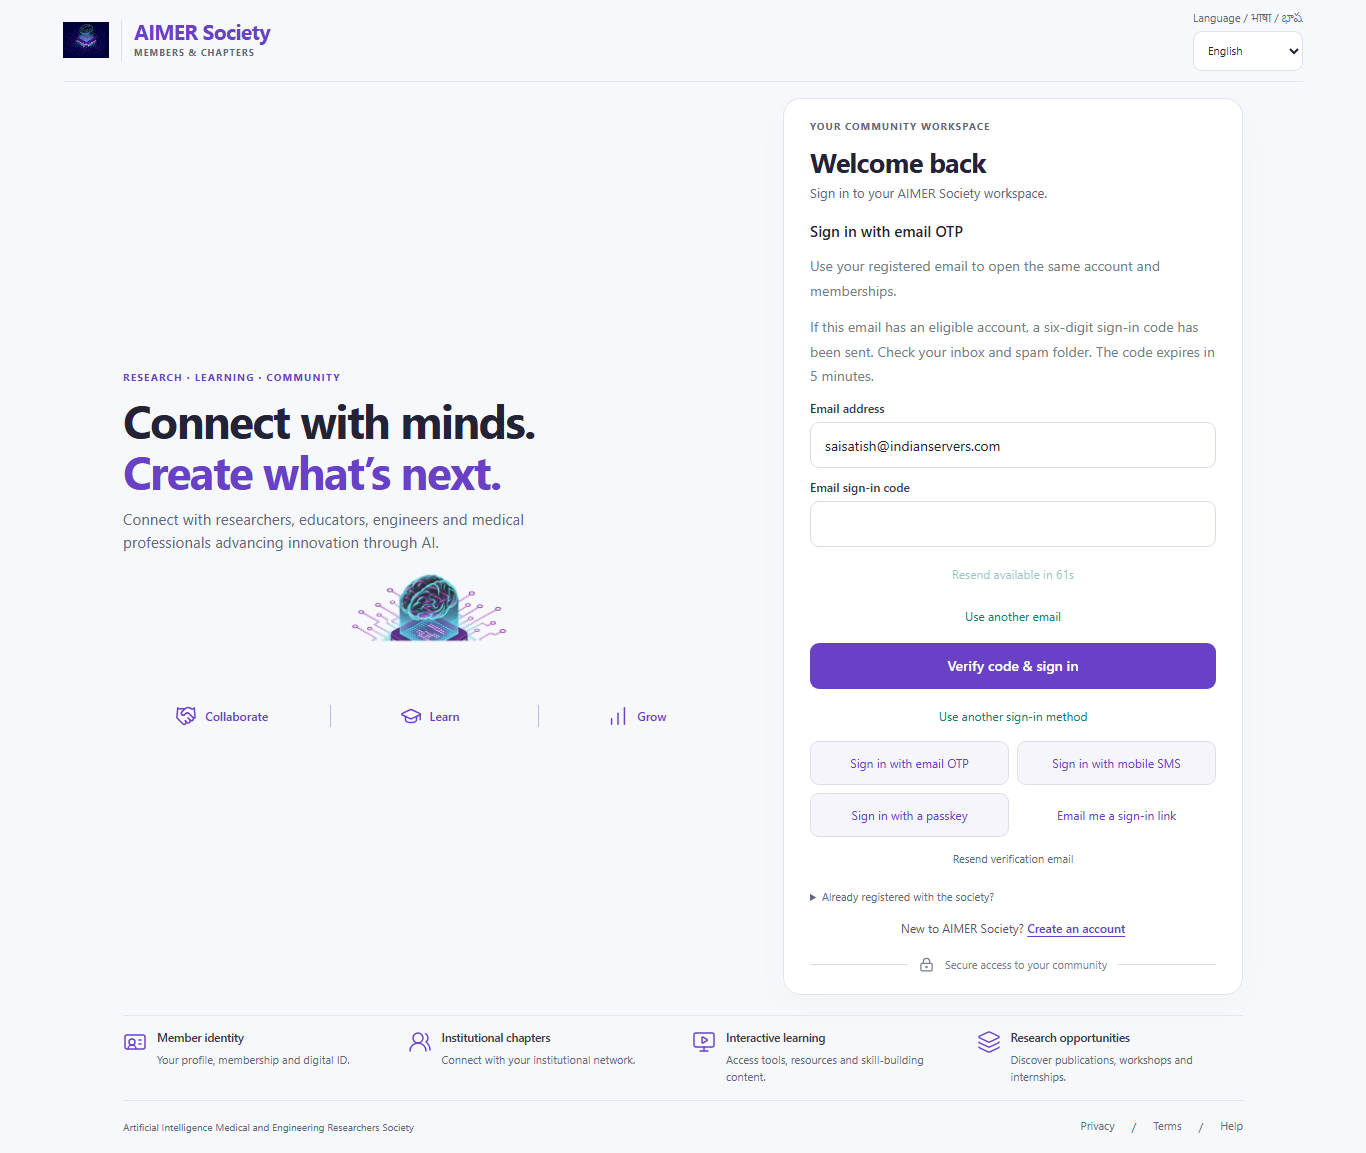 AIMER Society
MEMBERS & CHAPTERS
Language / भाषा / భాష
English
RESEARCH · LEARNING · COMMUNITY
Connect with minds.
Create what’s next.
Connect with researchers, educators, engineers and medical
professionals advancing innovation through AI.
Collaborate
Learn
Grow
YOUR COMMUNITY WORKSPACE
Welcome back
Sign in to your AIMER Society workspace.
Sign in with email OTP
Use your registered email to open the same account and
memberships.
If this email has an eligible account, a six-digit sign-in code has
been sent. Check your inbox and spam folder. The code expires in
5 minutes.
Email address
saisatish@indianservers.com
Email sign-in code
Resend available in 61s
Use another email
Verify code & sign in
Use another sign-in method
Sign in with email OTP
Sign in with mobile SMS
Sign in with a passkey
Email me a sign-in link
Resend verification email
Already registered with the society?
New to AIMER Society? Create an account
Secure access to your community
Member identity
Your profile, membership and digital ID.
Institutional chapters
Connect with your institutional network.
Interactive learning
Access tools, resources and skill-building
content.
Research opportunities
Discover publications, workshops and
internships.
Artificial Intelligence Medical and Engineering Researchers Society
Privacy / Terms / Help